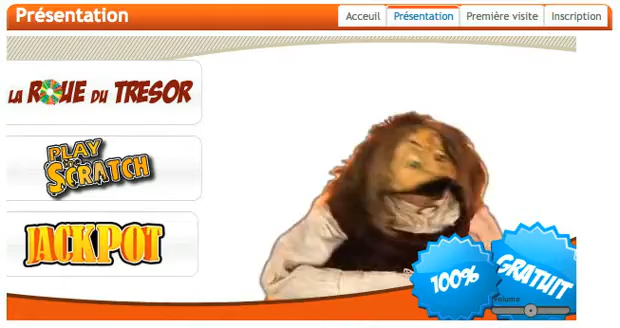 Présentation
Acceuil Présentation Première visite Inscription
LA ROUE DU TRESOR
PLAY
SCRATCH
JACKPOT
100%
GRATUIT
Volume